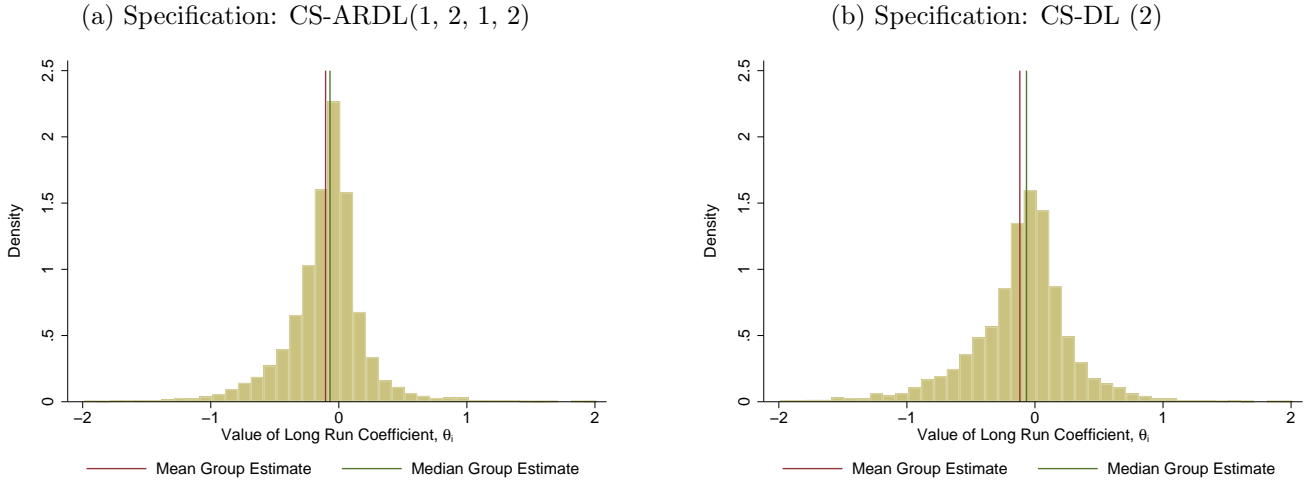 (a) Specification: CS-ARDL(1, 2, 1, 2)
2.5
2
1.5
1
.5
0
Density
−2
−1
0
1
2
Value of Long Run Coefficient, θi
Mean Group Estimate
Median Group Estimate
(b) Specification: CS-DL (2)
2.5
2
1.5
1
.5
0
Density
−2
−1
0
1
2
Value of Long Run Coefficient, θi
Mean Group Estimate
Median Group Estimate